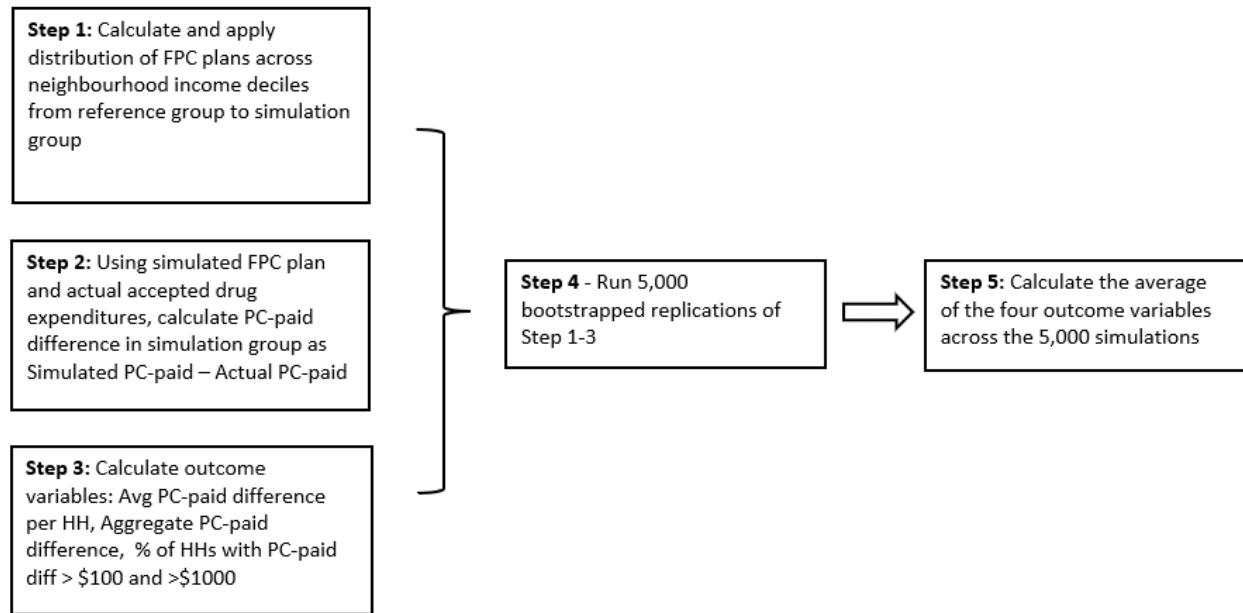 Step 1: Calculate and apply
distribution of FPC plans across
neighbourhood income deciles
from reference group to simulation
group
Step 2: Using simulated FPC plan
and actual accepted drug
expenditures, calculate PC-paid
difference in simulation group as
Simulated PC-paid – Actual PC-paid
Step 3: Calculate outcome
variables: Avg PC-paid difference
per HH, Aggregate PC-paid
difference,  % of HHs with PC-paid
diff > $100 and >$1000
Step 4 - Run 5,000
bootstrapped replications of
Step 1-3
Step 5: Calculate the average
of the four outcome variables
across the 5,000 simulations